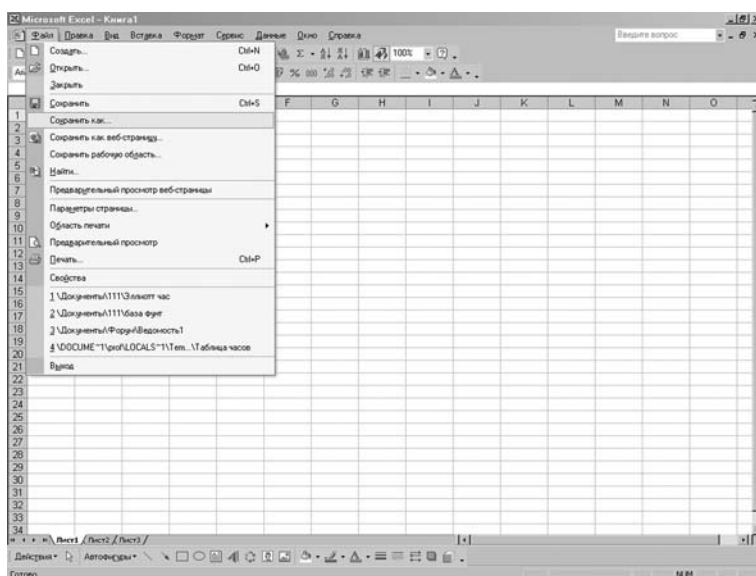 Microsoft Excel - Книга1
Файл Правка Вид Вставка Формат Сервис Данные Окно Справка
Введите вопрос
100%
Создать... Ctrl+N
Открыть... Ctrl+O
Закрыть
Сохранить Ctrl+S
Сохранить как...
Сохранить как веб-страницу...
Сохранить рабочую область...
Найти...
Предварительный просмотр веб-страницы
Параметры страницы...
Область печати
Предварительный просмотр
Печать... Ctrl+P
Свойства
1 \Документы\111\Эллиотт час
2 \Документы\111\база фунт
3 \Документы\Форум\Ведомость1
4 \DOCUME~1\prof\LOCALS~1\Tem...\Таблица часов
Выход
F G H I J K L M N O
1
2
3
4
5
6
7
8
9
10
11
12
13
14
15
16
17
18
19
20
21
22
23
24
25
26
27
28
29
30
31
32
33
34
Лист1 Лист2 Лист3
Действия Автофигуры
Готово NUM